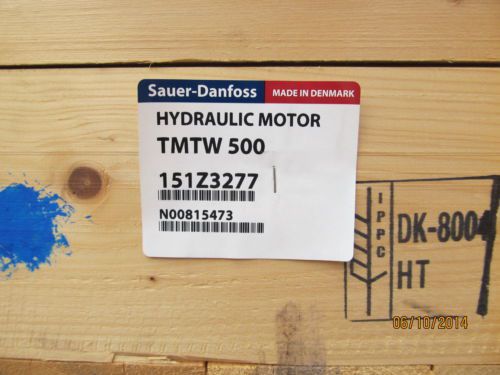 Sauer-Danfoss MADE IN DENMARK
HYDRAULIC MOTOR
TMTW 500
151Z3277
N00815473
IPPC
DK-8004
HT
06/10/2014